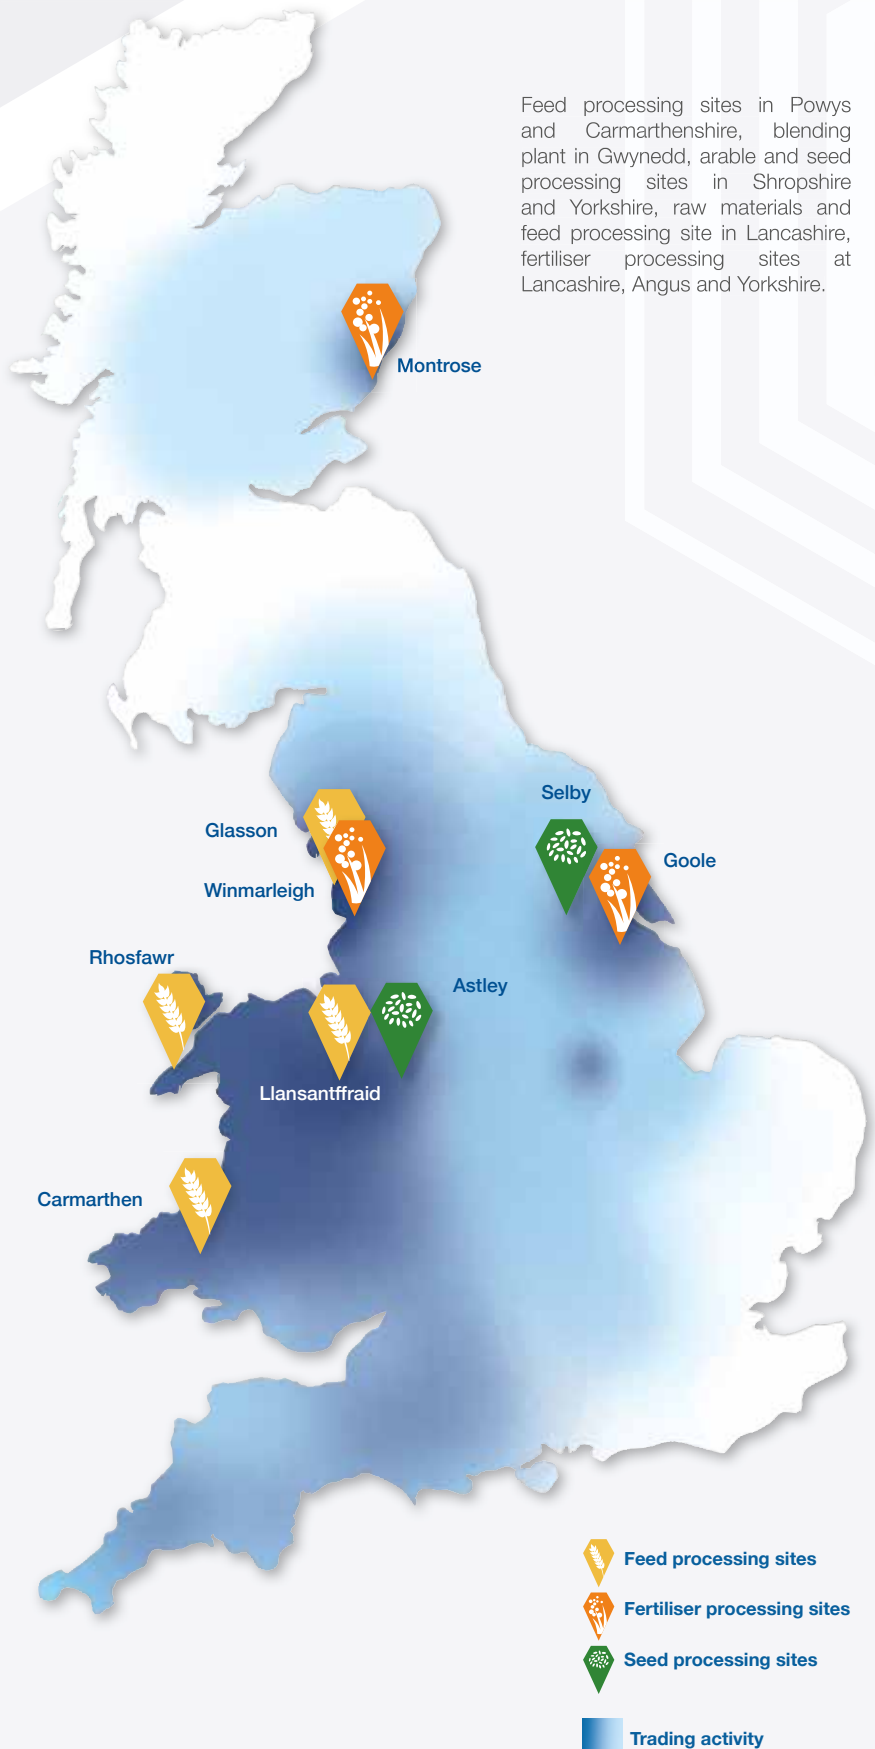 Feed processing sites in Powys
and Carmarthenshire, blending
plant in Gwynedd, arable and seed
processing sites in Shropshire
and Yorkshire, raw materials and
feed processing site in Lancashire,
fertiliser processing sites at
Lancashire, Angus and Yorkshire.
Montrose
Selby
Glasson
Goole
Winmarleigh
Rhosfawr
Astley
Llansantffraid
Carmarthen
Feed processing sites
Fertiliser processing sites
Seed processing sites
Trading activity